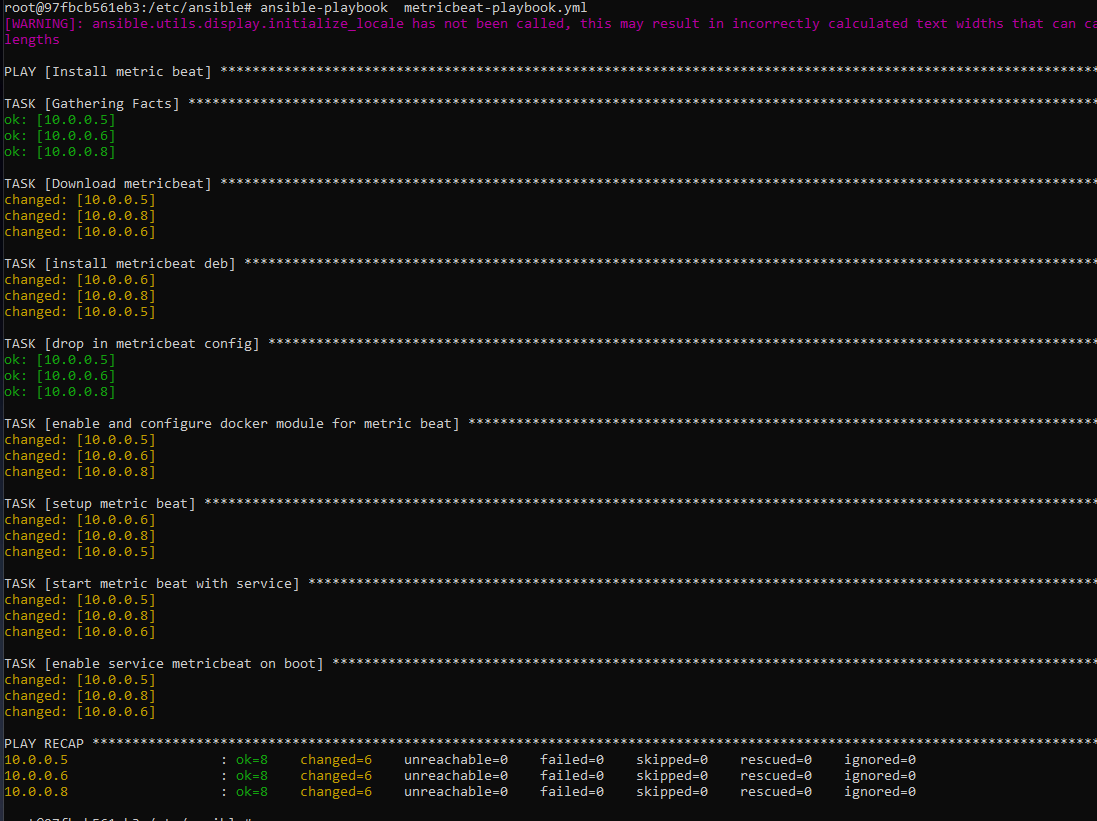 root@97fbcb561eb3:/etc/ansible# ansible-playbook  metricbeat-playbook.yml
[WARNING]: ansible.utils.display.initialize_locale has not been called, this may result in incorrectly calculated text widths that can ca
lengths
PLAY [Install metric beat] **************************************************************************************************************
TASK [Gathering Facts] ******************************************************************************************************************
ok: [10.0.0.5]
ok: [10.0.0.6]
ok: [10.0.0.8]
TASK [Download metricbeat] **************************************************************************************************************
changed: [10.0.0.5]
changed: [10.0.0.8]
changed: [10.0.0.6]
TASK [install metricbeat deb] ***********************************************************************************************************
changed: [10.0.0.6]
changed: [10.0.0.8]
changed: [10.0.0.5]
TASK [drop in metricbeat config] ********************************************************************************************************
ok: [10.0.0.5]
ok: [10.0.0.6]
ok: [10.0.0.8]
TASK [enable and configure docker module for metric beat] *******************************************************************************
changed: [10.0.0.5]
changed: [10.0.0.6]
changed: [10.0.0.8]
TASK [setup metric beat] ****************************************************************************************************************
changed: [10.0.0.6]
changed: [10.0.0.8]
changed: [10.0.0.5]
TASK [start metric beat with service] ***************************************************************************************************
changed: [10.0.0.5]
changed: [10.0.0.8]
changed: [10.0.0.6]
TASK [enable service metricbeat on boot] ************************************************************************************************
changed: [10.0.0.5]
changed: [10.0.0.8]
changed: [10.0.0.6]
PLAY RECAP ******************************************************************************************************************************
10.0.0.5                   : ok=8    changed=6    unreachable=0    failed=0    skipped=0    rescued=0    ignored=0
10.0.0.6                   : ok=8    changed=6    unreachable=0    failed=0    skipped=0    rescued=0    ignored=0
10.0.0.8                   : ok=8    changed=6    unreachable=0    failed=0    skipped=0    rescued=0    ignored=0